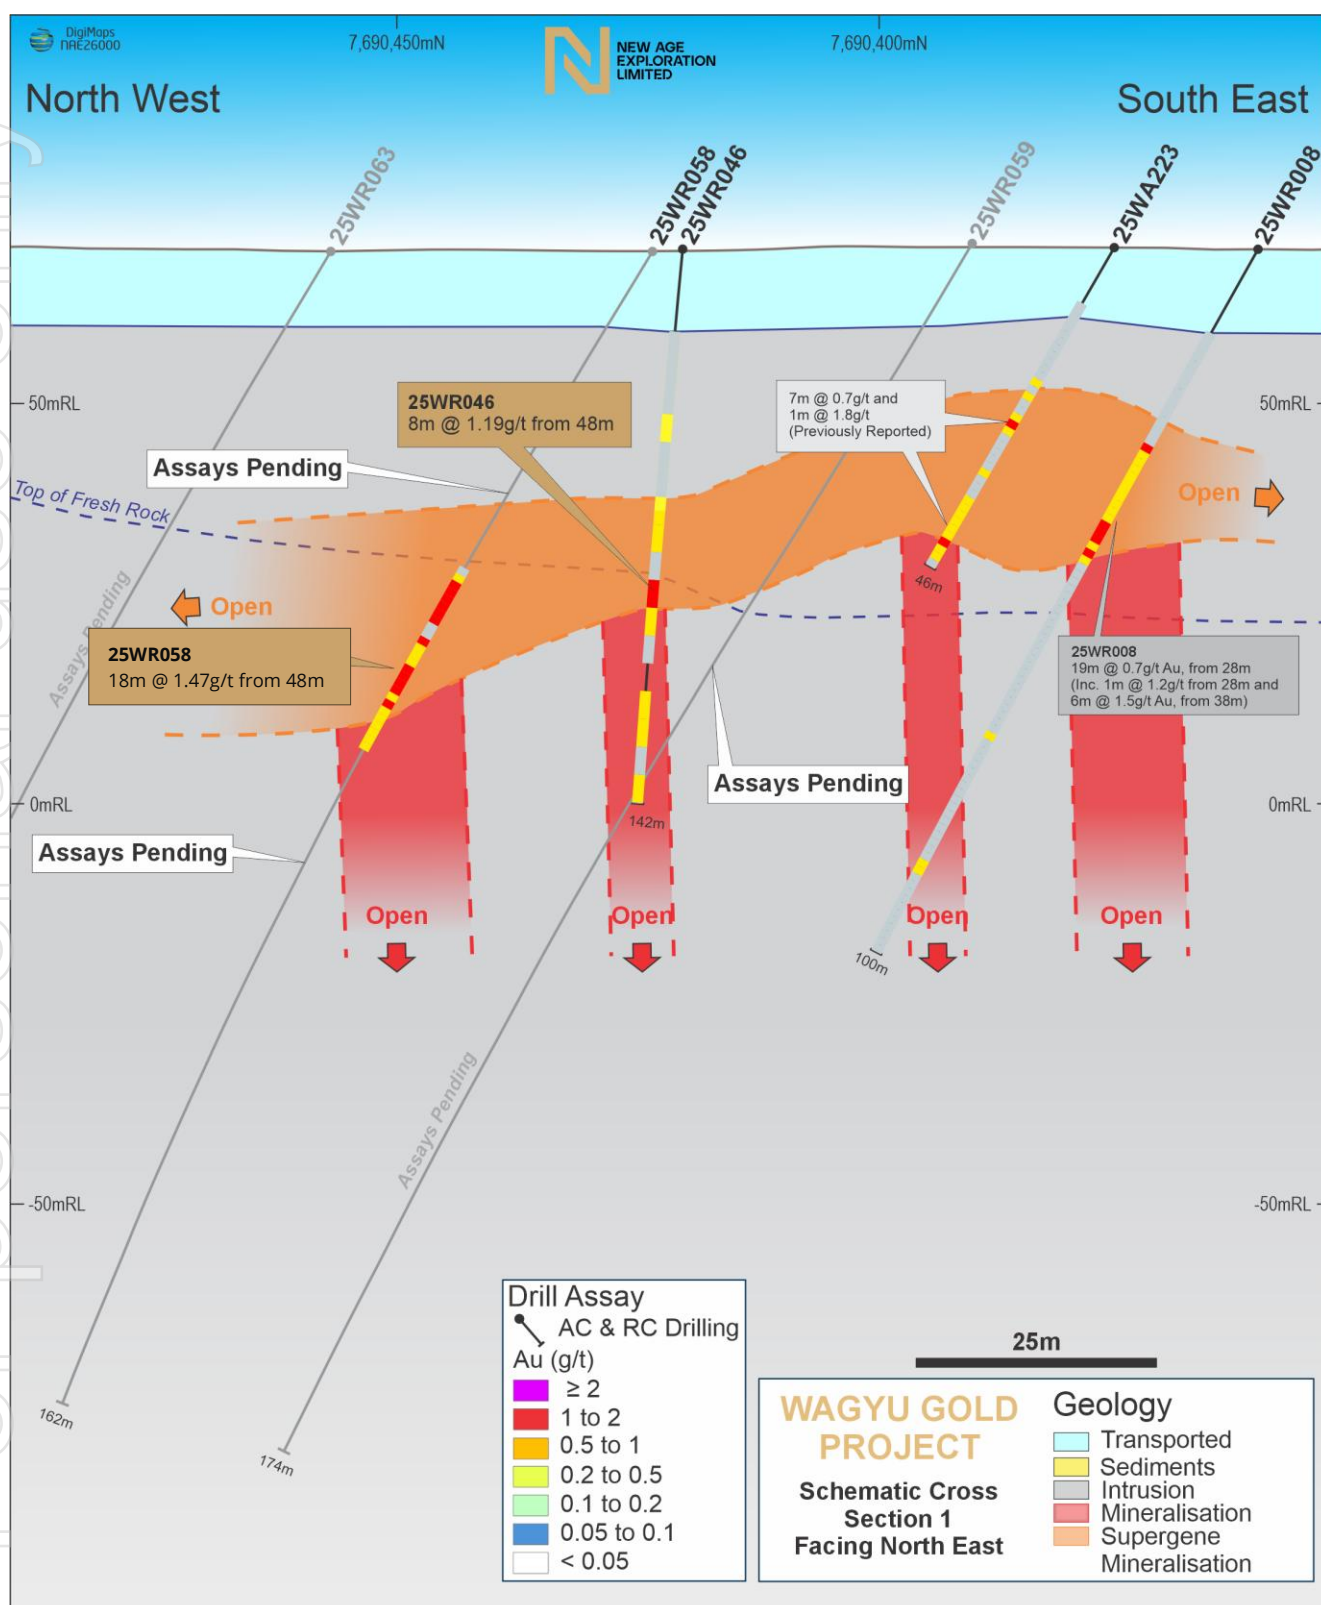 DigiMaps
NAE26000
7,690,450mN
NEW AGE
EXPLORATION
LIMITED
7,690,400mN
North West
South East
25WR063
25WR058
25WR046
25WR059
25WA223
25WR008
50mRL
50mRL
25WR046
8m @ 1.19g/t from 48m
7m @ 0.7g/t and
1m @ 1.8g/t
(Previously Reported)
Assays Pending
Top of Fresh Rock
Open
46m
Open
Assays Pending
25WR058
18m @ 1.47g/t from 48m
25WR008
19m @ 0.7g/t Au, from 28m
(Inc. 1m @ 1.2g/t from 28m and
6m @ 1.5g/t Au, from 38m)
Assays Pending
0mRL
0mRL
142m
Assays Pending
Open
Open
Open
Open
100m
Assays Pending
-50mRL
-50mRL
162m
174m
Drill Assay
AC & RC Drilling
Au (g/t)
≥ 2
1 to 2
0.5 to 1
0.2 to 0.5
0.1 to 0.2
0.05 to 0.1
< 0.05
25m
WAGYU GOLD
PROJECT
Schematic Cross
Section 1
Facing North East
Geology
Transported
Sediments
Intrusion
Mineralisation
Supergene
Mineralisation